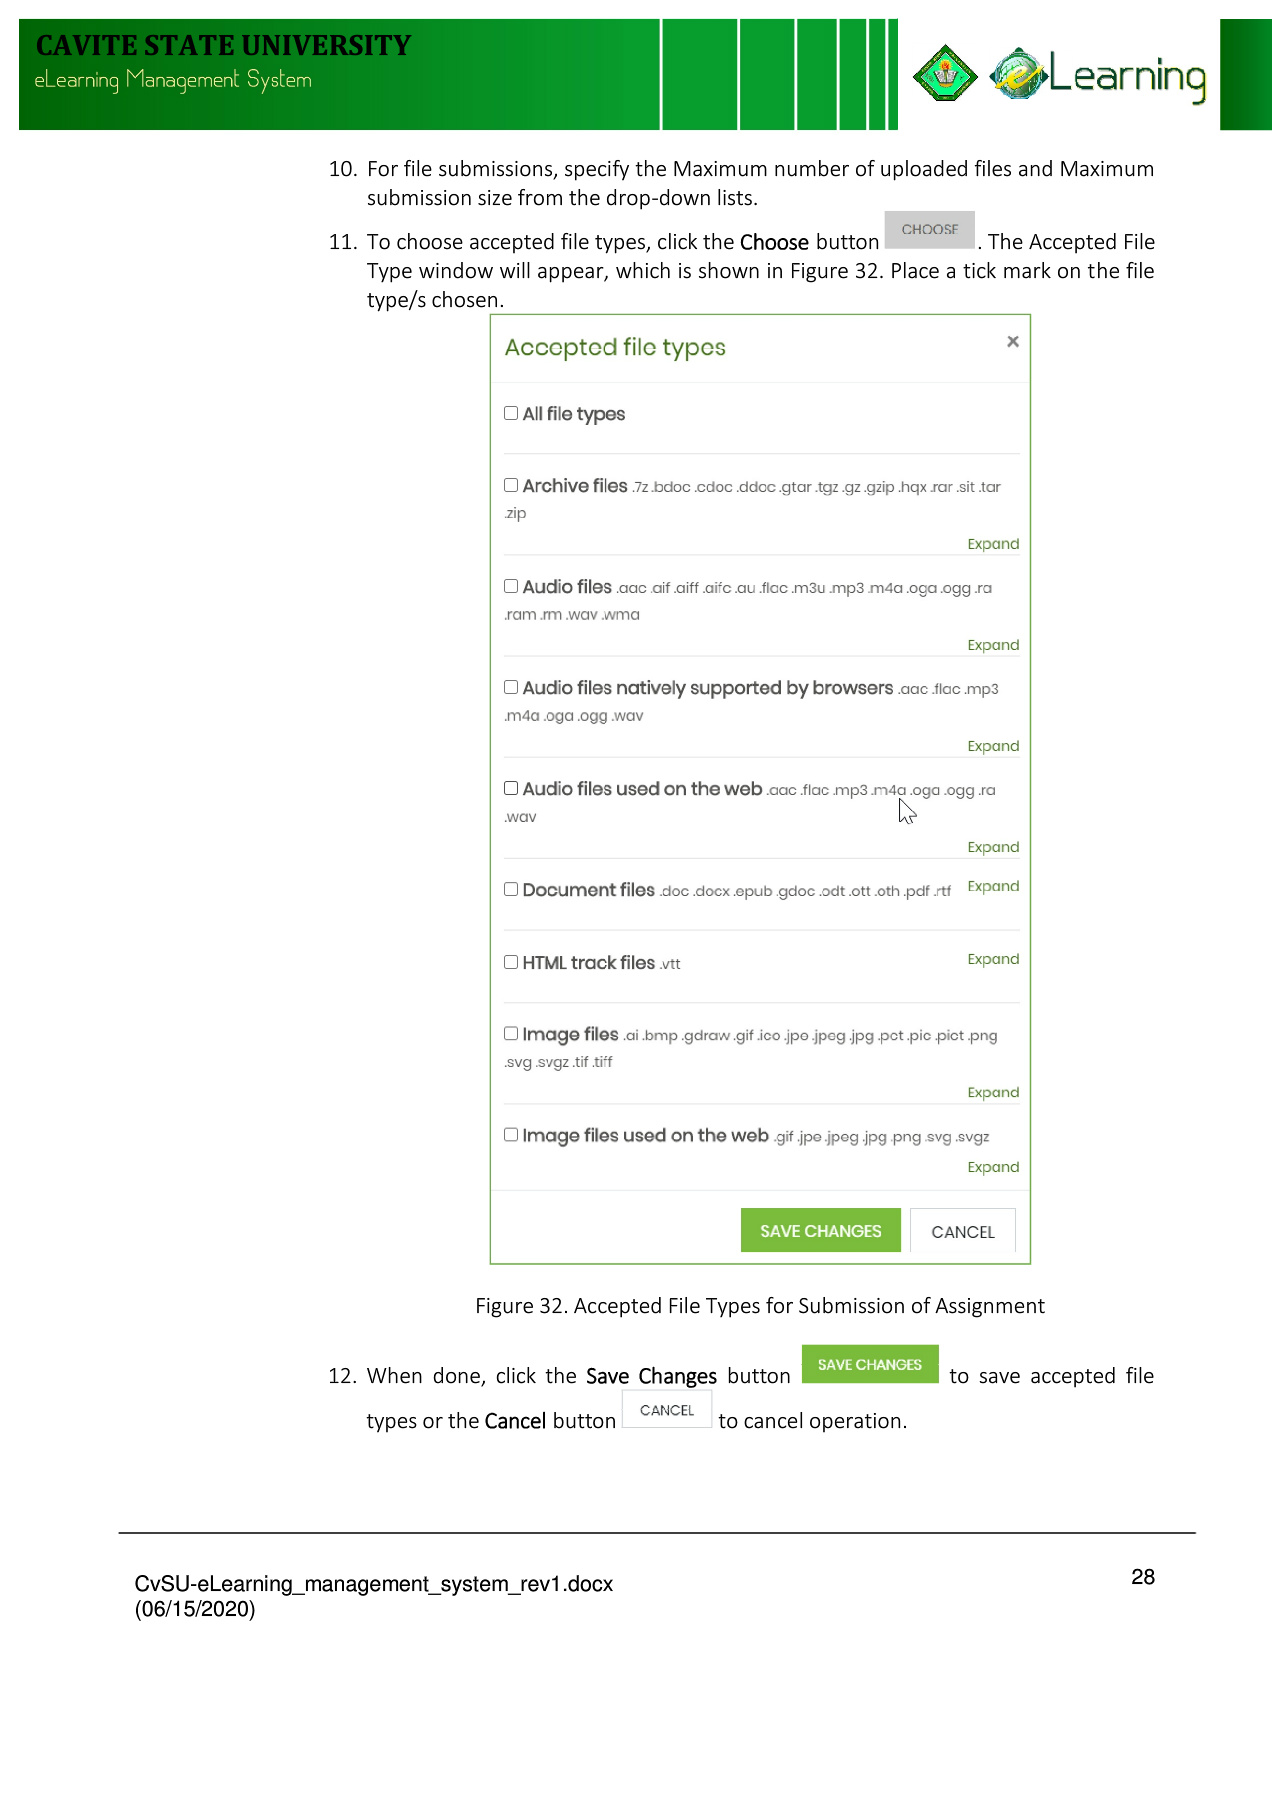 CAVITE STATE UNIVERSITY
eLearning Management System
eLearning
10. For file submissions, specify the Maximum number of uploaded files and Maximum
submission size from the drop-down lists.
11. To choose accepted file types, click the Choose button CHOOSE . The Accepted File
Type window will appear, which is shown in Figure 32. Place a tick mark on the file
type/s chosen.
Accepted file types ×
All file types
Archive files .7z .bdoc .cdoc .ddoc .gtar .tgz .gz .gzip .hqx .rar .sit .tar
.zip
Expand
Audio files .aac .aif .aiff .aifc .au .flac .m3u .mp3 .m4a .oga .ogg .ra
.ram .rm .wav .wma
Expand
Audio files natively supported by browsers .aac .flac .mp3
.m4a .oga .ogg .wav
Expand
Audio files used on the web .aac .flac .mp3 .m4a .oga .ogg .ra
.wav
Expand
Document files .doc .docx .epub .gdoc .odt .ott .oth .pdf .rtf Expand
HTML track files .vtt Expand
Image files .ai .bmp .gdraw .gif .ico .jpe .jpeg .jpg .pct .pic .pict .png
.svg .svgz .tif .tiff
Expand
Image files used on the web .gif .jpe .jpeg .jpg .png .svg .svgz
Expand
SAVE CHANGES CANCEL
Figure 32. Accepted File Types for Submission of Assignment
12. When done, click the Save Changes button SAVE CHANGES to save accepted file
types or the Cancel button CANCEL to cancel operation.
CvSU-eLearning_management_system_rev1.docx 28
(06/15/2020)